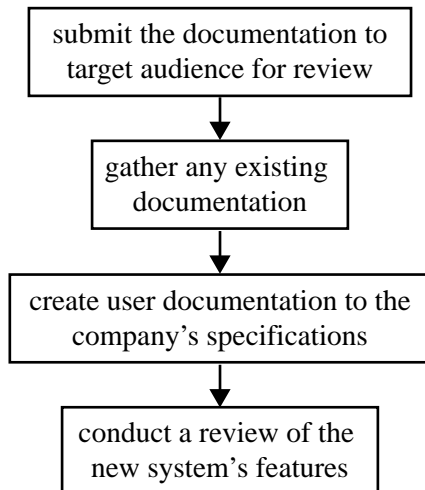 submit the documentation to
target audience for review
gather any existing
documentation
create user documentation to the
company’s specifications
conduct a review of the
new system’s features